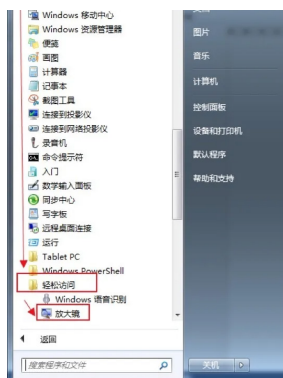 Windows 移动中心
Windows 资源管理器
便笺
画图
计算器
记事本
截图工具
连接到投影仪
连接到网络投影仪
录音机
命令提示符
入门
数学输入面板
同步中心
写字板
远程桌面连接
运行
Tablet PC
Windows PowerShell
轻松访问
Windows 语音识别
放大镜
返回
搜索程序和文件
图片
音乐
计算机
控制面板
设备和打印机
默认程序
帮助和支持
关机